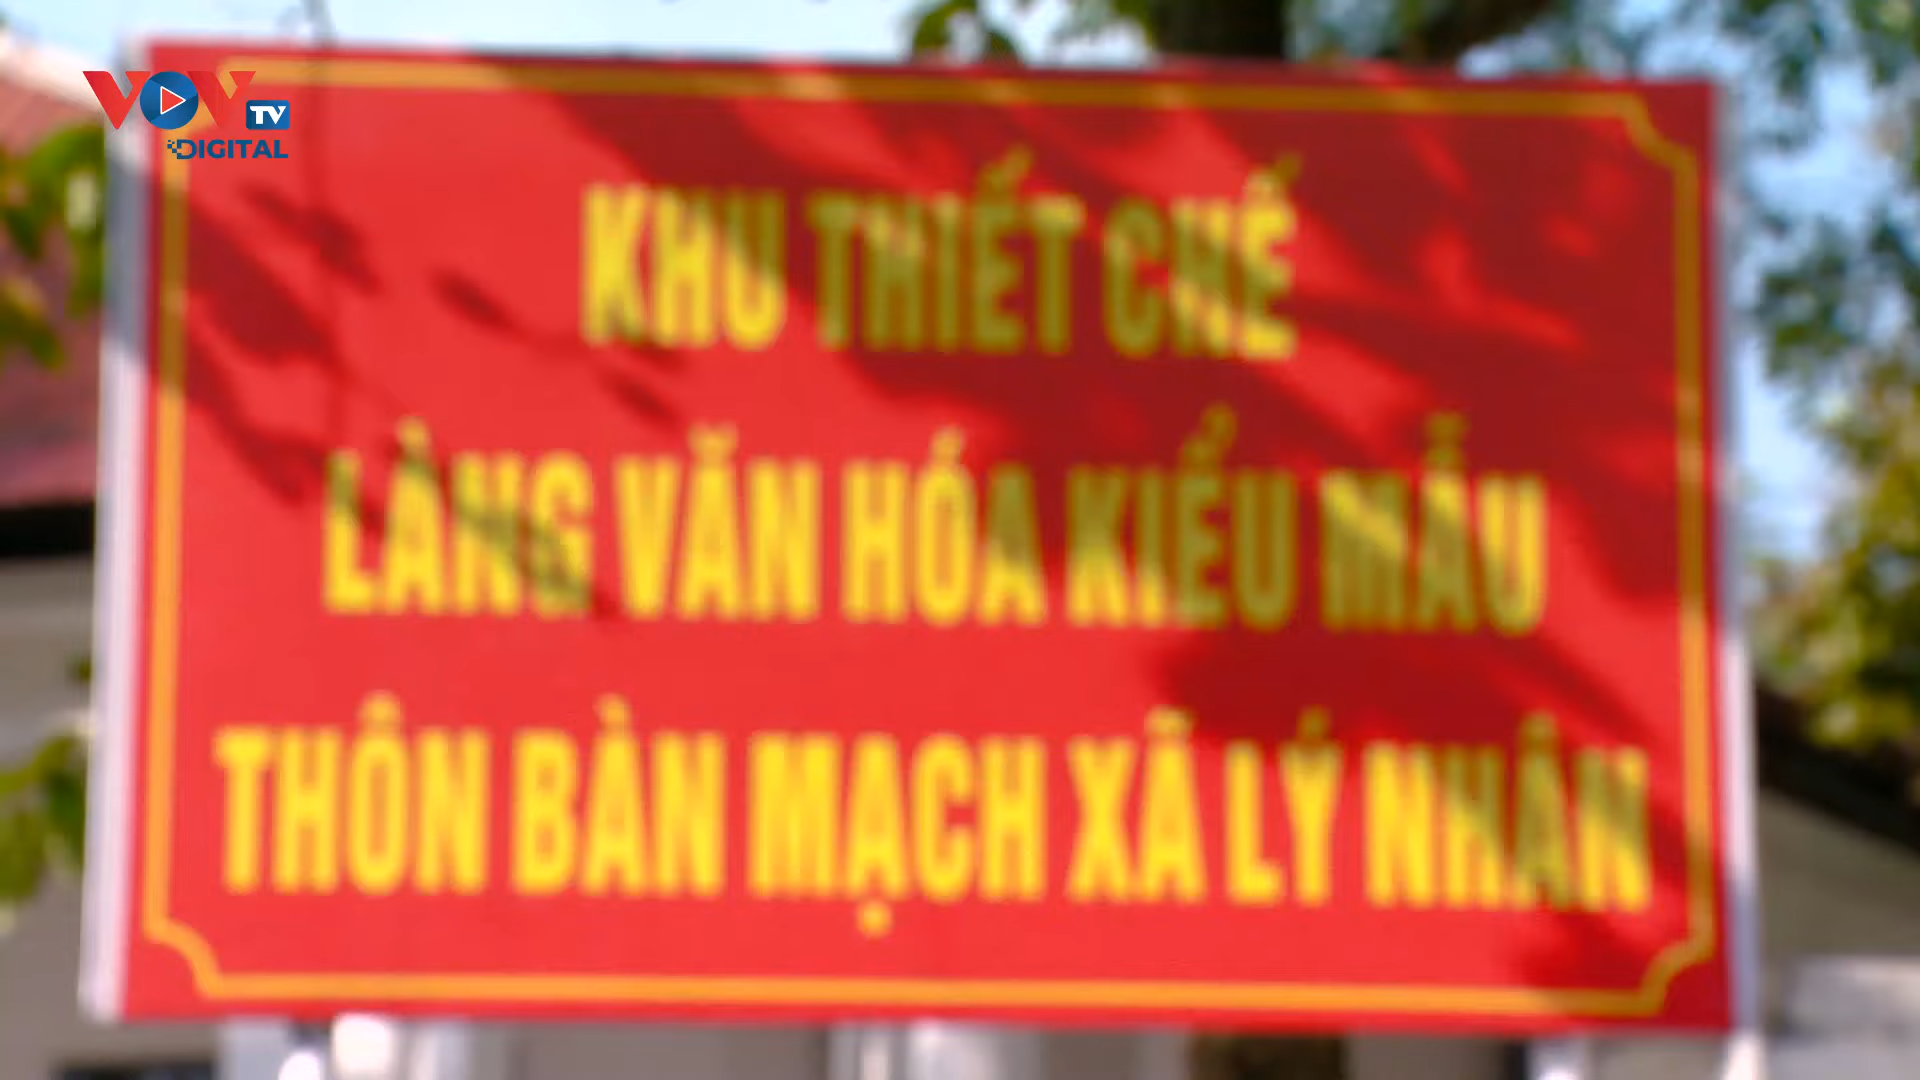 VOV TV
DIGITAL
KHU THIẾT CHẾ
LÀNG VĂN HÓA KIỂU MẪU
THÔN BÀN MẠCH XÃ LÝ NHÂN